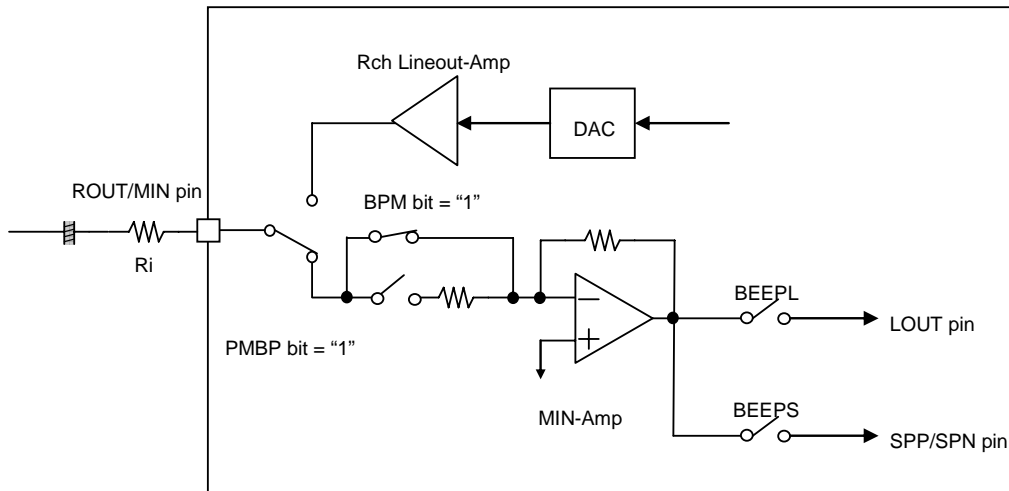 Rch Lineout-Amp
DAC
ROUT/MIN pin
BPM bit = “1”
Ri
BEEPL
LOUT pin
PMBP bit = “1”
MIN-Amp
BEEPS
SPP/SPN pin